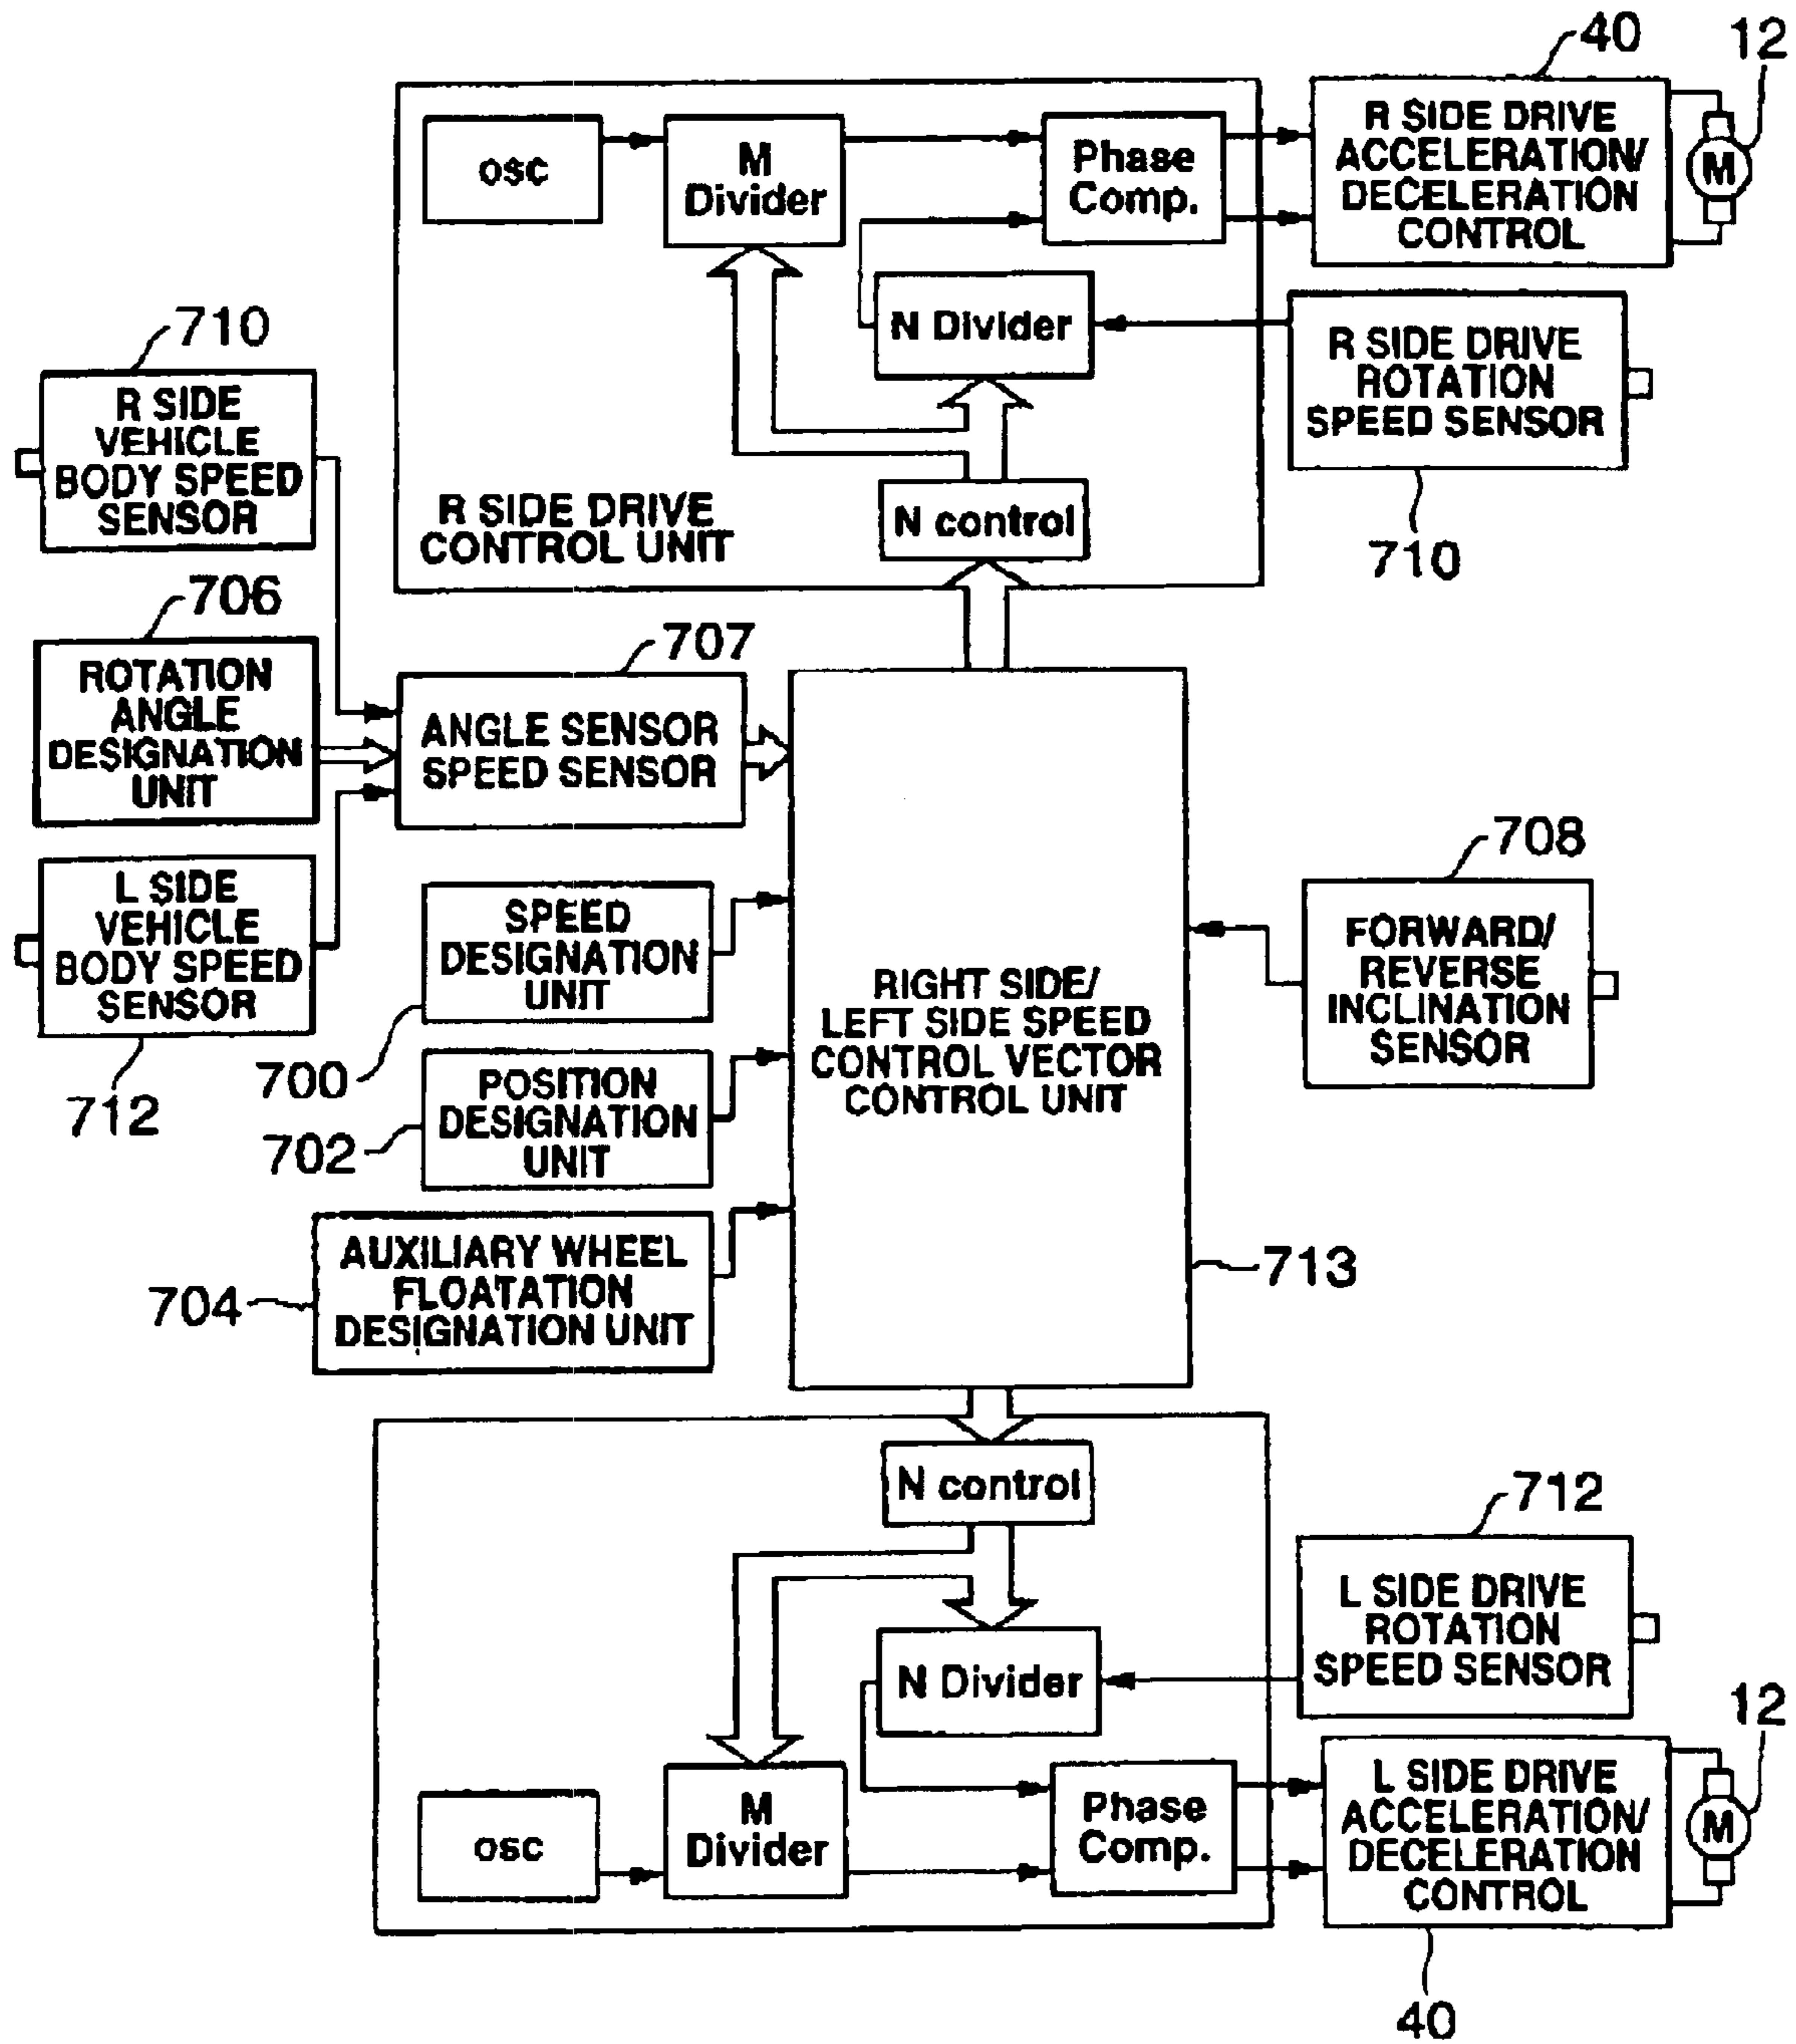 40
12
osc
M
Divider
Phase
Comp.
R SIDE DRIVE
ACCELERATION/
DECELERATION
CONTROL
M
N Divider
R SIDE DRIVE
ROTATION
SPEED SENSOR
710
710
R SIDE
VEHICLE
BODY SPEED
SENSOR
R SIDE DRIVE
CONTROL UNIT
N control
706
ROTATION
ANGLE
DESIGNATION
UNIT
707
ANGLE SENSOR
SPEED SENSOR
L SIDE
VEHICLE
BODY SPEED
SENSOR
712
SPEED
DESIGNATION
UNIT
700
POSITION
DESIGNATION
UNIT
702
AUXILIARY WHEEL
FLOATATION
DESIGNATION UNIT
704
RIGHT SIDE/
LEFT SIDE SPEED
CONTROL VECTOR
CONTROL UNIT
708
FORWARD/
REVERSE
INCLINATION
SENSOR
713
N control
712
L SIDE DRIVE
ROTATION
SPEED SENSOR
N Divider
12
osc
M
Divider
Phase
Comp.
L SIDE DRIVE
ACCELERATION/
DECELERATION
CONTROL
M
40